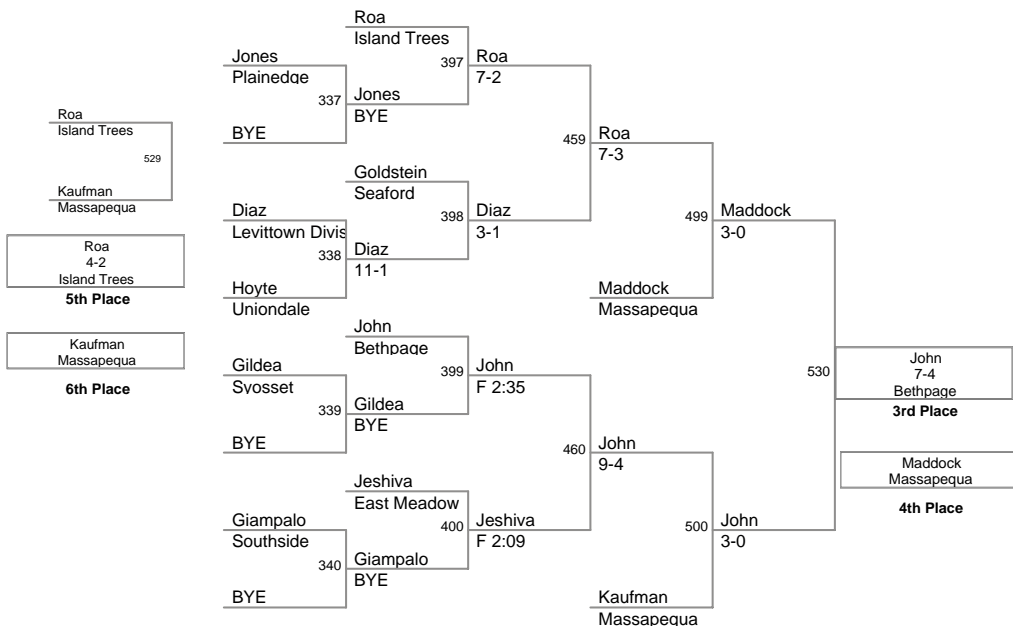 Roa
Island Trees
397
Jones
Plainedge
337
Jones
BYE
BYE
Roa
7-2
Roa
Island Trees
529
Kaufman
Massapequa
Roa
4-2
Island Trees
5th Place
Kaufman
Massapequa
6th Place
459
Goldstein
Seaford
398
Diaz
Levittown Divis
338
Diaz
11-1
Hoyte
Uniondale
Diaz
3-1
Roa
7-3
499
Maddock
Massapequa
Maddock
3-0
John
Bethpage
399
Gildea
Syosset
339
Gildea
BYE
BYE
John
F 2:35
460
Jeshiva
East Meadow
400
Giampalo
Southside
340
Giampalo
BYE
BYE
Jeshiva
F 2:09
John
9-4
500
Kaufman
Massapequa
John
3-0
530
John
7-4
Bethpage
3rd Place
Maddock
Massapequa
4th Place